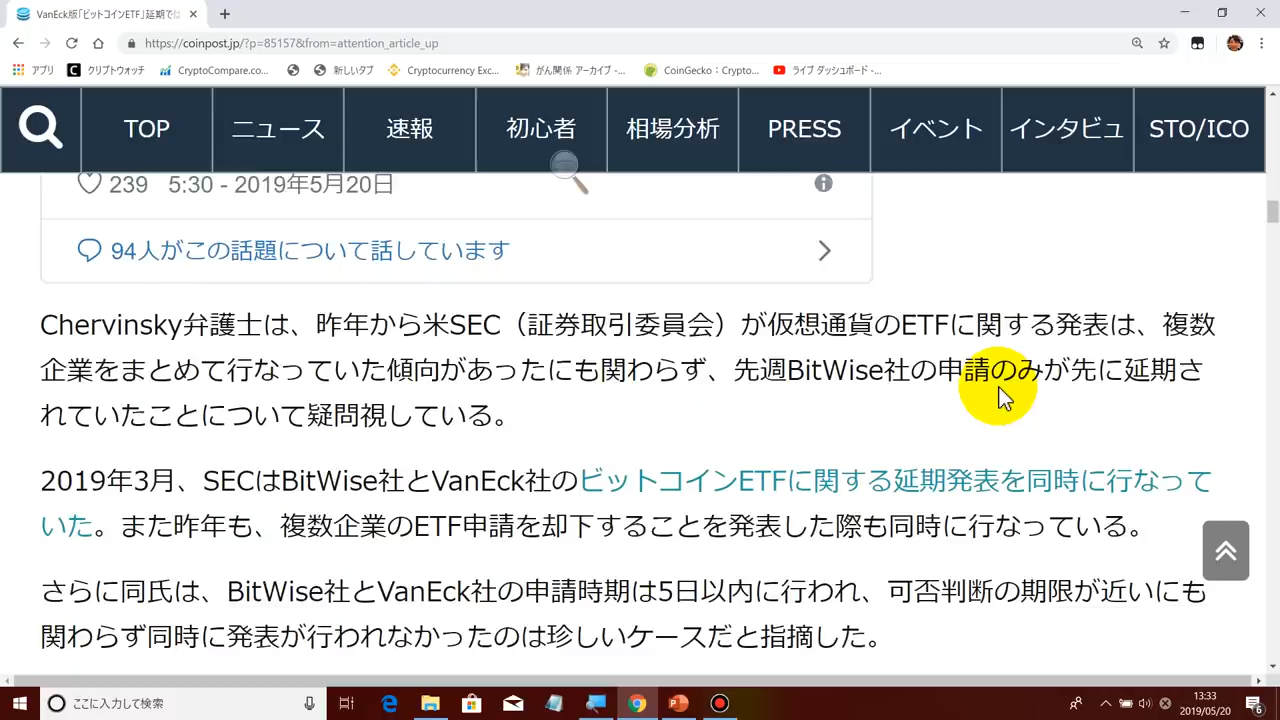 VanEck版「ビットコインETF」延期では
https://coinpost.jp/?p=85157&from=attention_article_up
アプリ クリプトウォッチ CryptoCompare.co... 新しいタブ Cryptocurrency Exc... がん関係 アーカイブ -... CoinGecko：Crypto... ライブ ダッシュボード -...
TOP ニュース 速報 初心者 相場分析 PRESS イベント インタビュ STO/ICO
239 5:30 - 2019年5月20日
94人がこの話題について話しています
Chervinsky弁護士は、昨年から米SEC（証券取引委員会）が仮想通貨のETFに関する発表は、複数
企業をまとめて行なっていた傾向があったにも関わらず、先週BitWise社の申請のみが先に延期さ
れていたことについて疑問視している。
2019年3月、SECはBitWise社とVanEck社のビットコインETFに関する延期発表を同時に行なって
いた。また昨年も、複数企業のETF申請を却下することを発表した際も同時に行なっている。
さらに同氏は、BitWise社とVanEck社の申請時期は5日以内に行われ、可否判断の期限が近いにも
関わらず同時に発表が行われなかったのは珍しいケースだと指摘した。
ここに入力して検索
13:33
2019/05/20
6